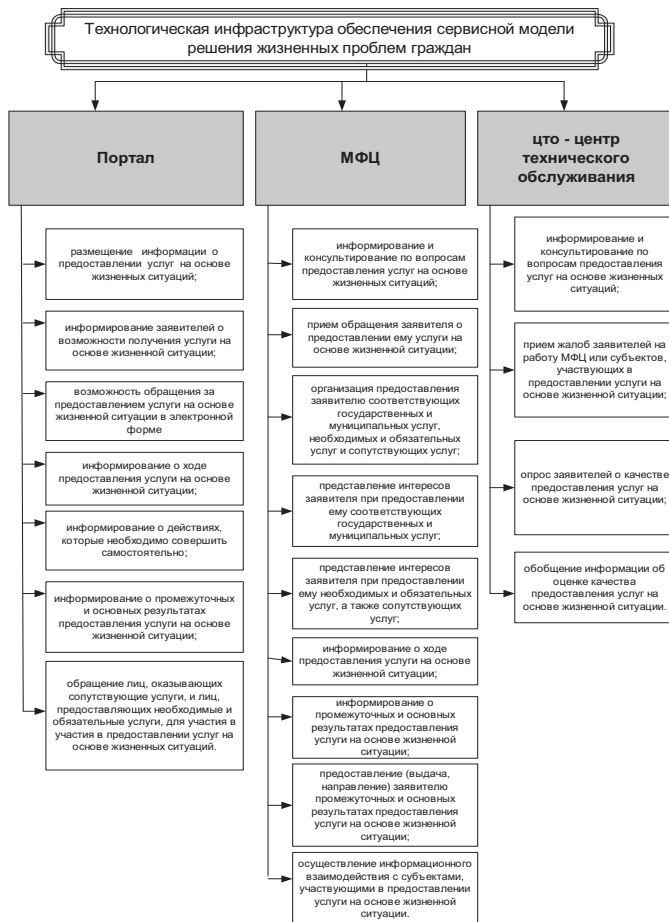 Технологическая инфраструктура обеспечения сервисной модели
решения жизненных проблем граждан
Портал
размещение информации о
предоставлении услуг на основе
жизненных ситуаций;
информирование заявителей о
возможности получения услуги на
основе жизненной ситуации;
возможность обращения за
предоставлением услуги на основе
жизненной ситуации в электронной
форме
информирование о ходе
предоставления услуги на основе
жизненной ситуации;
информирование о действиях,
которые необходимо совершить
самостоятельно;
информирование о промежуточных
и основных результатах
предоставления услуги на основе
жизненной ситуации;
обращение лиц, оказывающих
сопутствующие услуги, и лиц,
предоставляющих необходимые и
обязательные услуги, для участия в
участия в предоставлении услуг на
основе жизненных ситуаций.
МФЦ
информирование и
консультирование по вопросам
предоставления услуг на основе
жизненных ситуаций;
прием обращения заявителя о
предоставлении ему услуги на
основе жизненной ситуации;
организация предоставления
заявителю соответствующих
государственных и
муниципальных услуг,
необходимых и обязательных
услуг и сопутствующих услуг;
представление интересов
заявителя при предоставлении
ему соответствующих
государственных и
муниципальных услуг;
представление интересов
заявителя при предоставлении
ему необходимых и обязательных
услуг, а также сопутствующих
услуг;
информирование о ходе
предоставления услуги на основе
жизненной ситуации;
информирование о
промежуточных и основных
результатах предоставления
услуги на основе жизненной
ситуации;
предоставление (выдача,
направление) заявителю
промежуточных и основных
результатов предоставления
услуги на основе жизненной
ситуации;
осуществление информационного
взаимодействия с субъектами,
участвующими в предоставлении
услуги на основе жизненной
ситуации.
цто - центр
технического
обслуживания
информирование и
консультирование по
вопросам предоставления
услуг на основе жизненных
ситуаций;
прием жалоб заявителей на
работу МФЦ или субъектов,
участвующих в
предоставлении услуги на
основе жизненной ситуации;
опрос заявителей о качестве
предоставления услуг на
основе жизненной ситуации;
обобщение информации об
оценке качества
предоставления услуг на
основе жизненной ситуации.